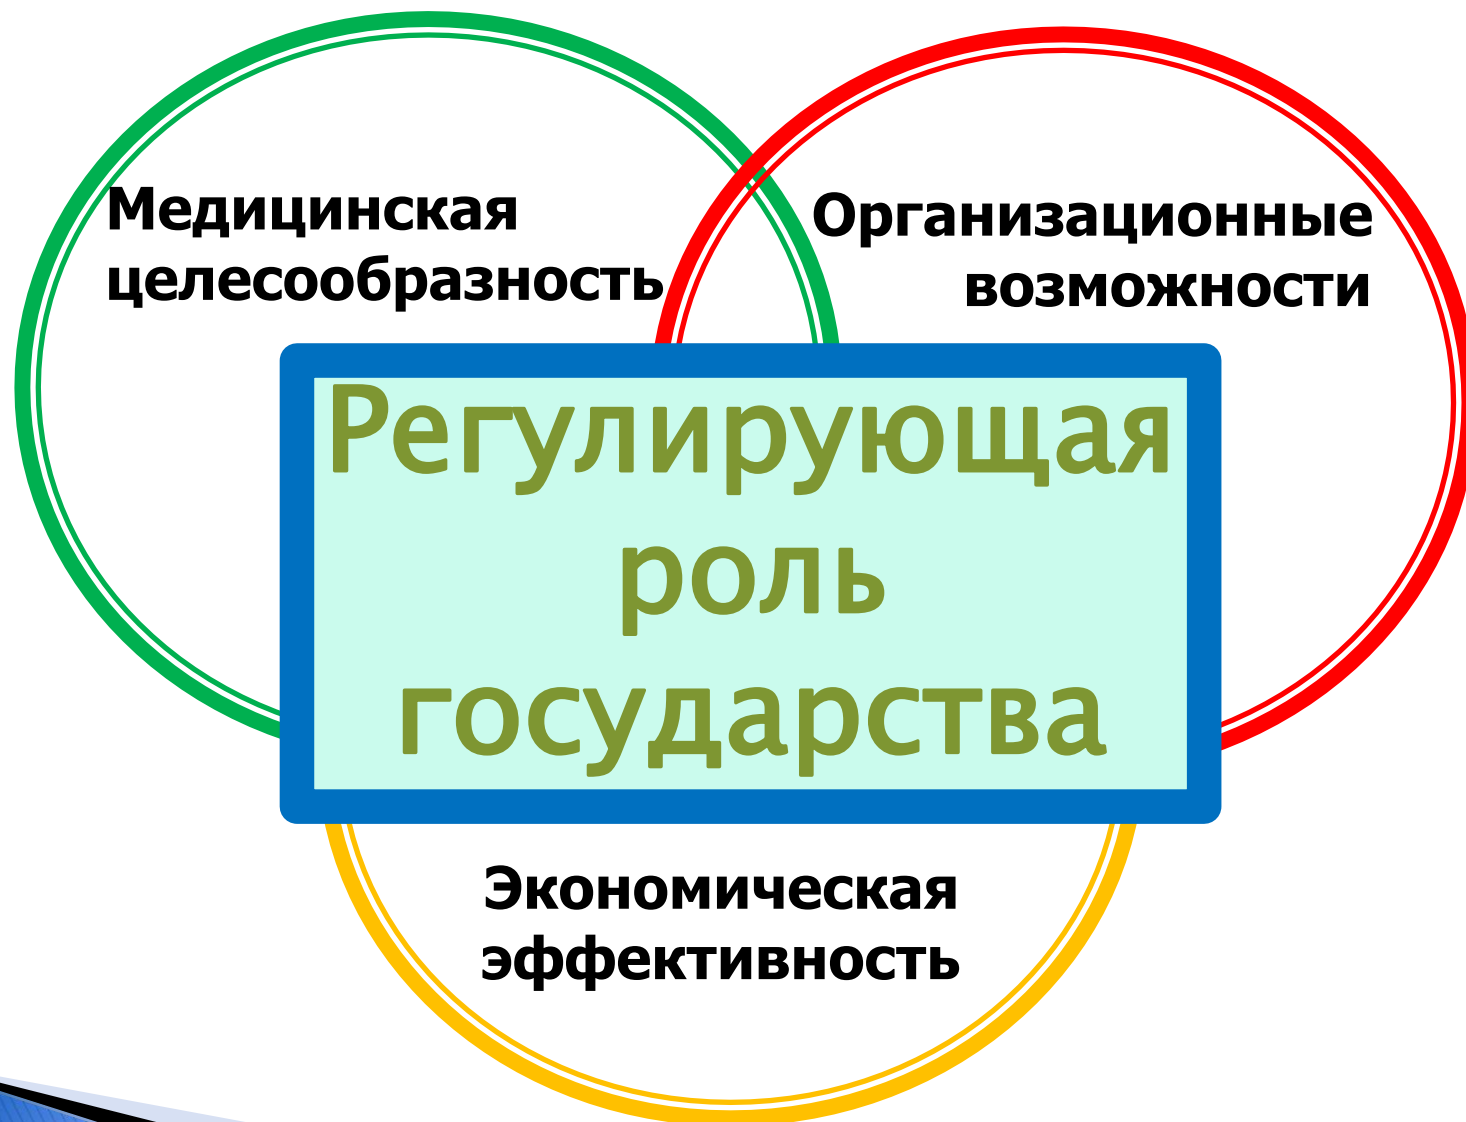 Медицинская
целесообразность
Организационные
возможности
Регулирующая
роль
государства
Экономическая
эффективность